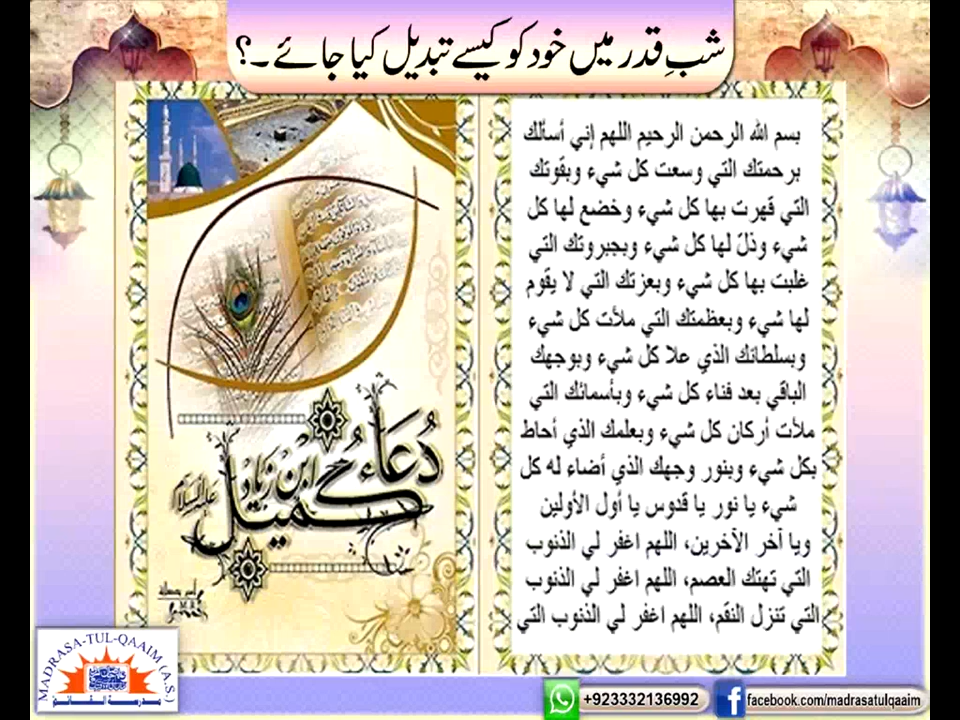 شبِ قدر میں خود کو کیسے تبدیل کیا جائے ۔؟
دُعائے کمیل
ابن زیاد
علیہ السلام
بسم الله الرحمن الرحيم اللهم إني أسألك
برحمتك التي وسعت كل شيء وبقوتك
التي قهرت بها كل شيء وخضع لها كل
شيء وذلّ لها كل شيء وبجبروتك التي
غلبت بها كل شيء وبعزتك التي لا يقوم
لها شيء وبعظمتك التي ملأت كل شيء
وبسلطانك الذي علا كل شيء وبوجهك
الباقي بعد فناء كل شيء وبأسمائك التي
ملأت أركان كل شيء وبعلمك الذي أحاط
بكل شيء وبنور وجهك الذي أضاء له كل
شيء يا نور يا قدوس يا أول الأولين
ويا آخر الآخرين، اللهم اغفر لي الذنوب
التي تهتك العصم، اللهم اغفر لي الذنوب
التي تنزل النقم، اللهم اغفر لي الذنوب التي
MADRASA-TUL-QAAIM (A.S.)
مدرسة القائم
+923332136992
facebook.com/madrasatulqaaim